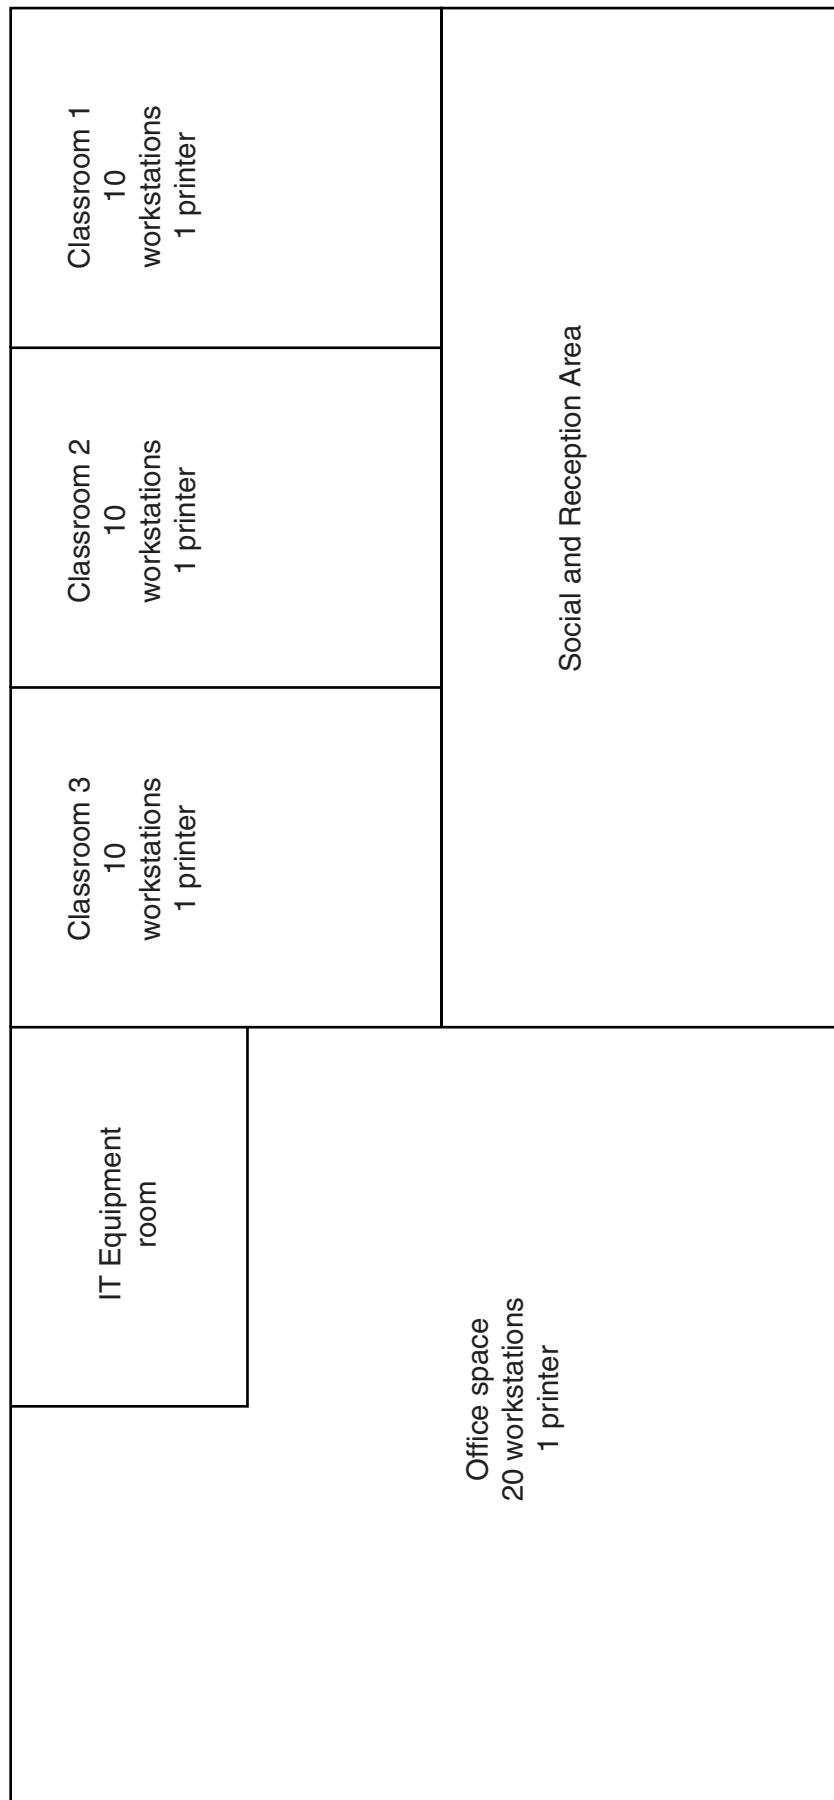 IT Equipment
room
Classroom 3
10
workstations
1 printer
Classroom 2
10
workstations
1 printer
Classroom 1
10
workstations
1 printer
Office space
20 workstations
1 printer
Social and Reception Area